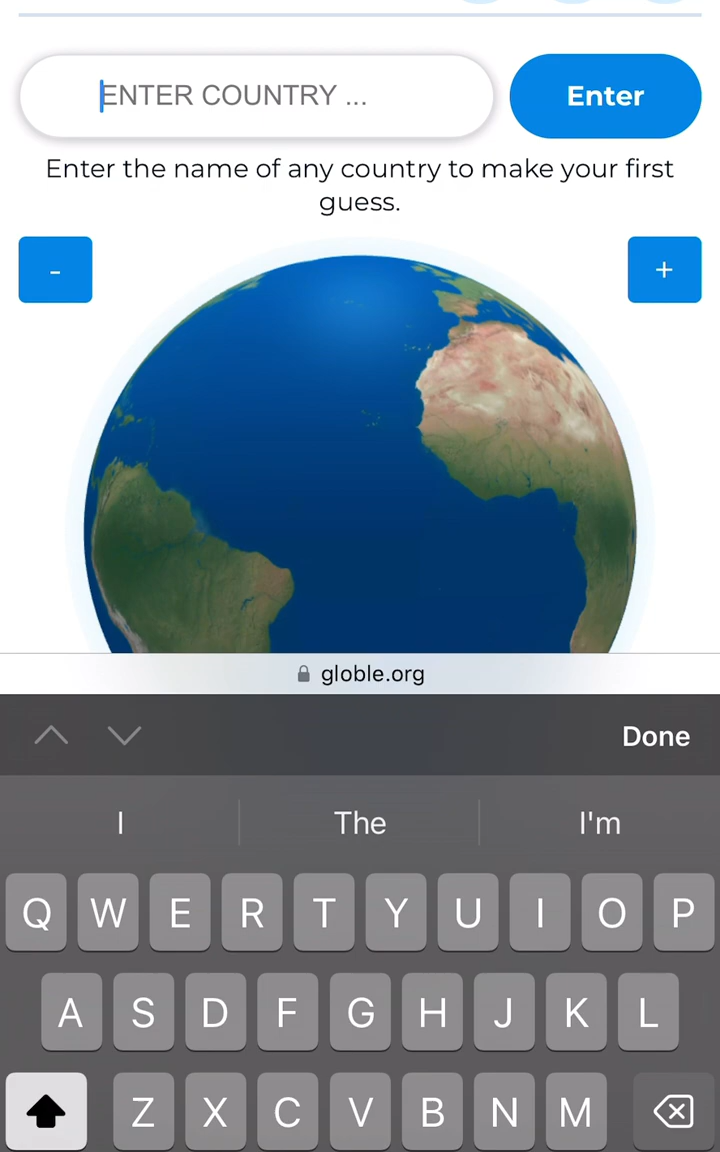 ENTER COUNTRY ...
Enter
Enter the name of any country to make your first
guess.
- +
globle.org
Done
I The I'm
Q W E R T Y U I O P
A S D F G H J K L
Z X C V B N M